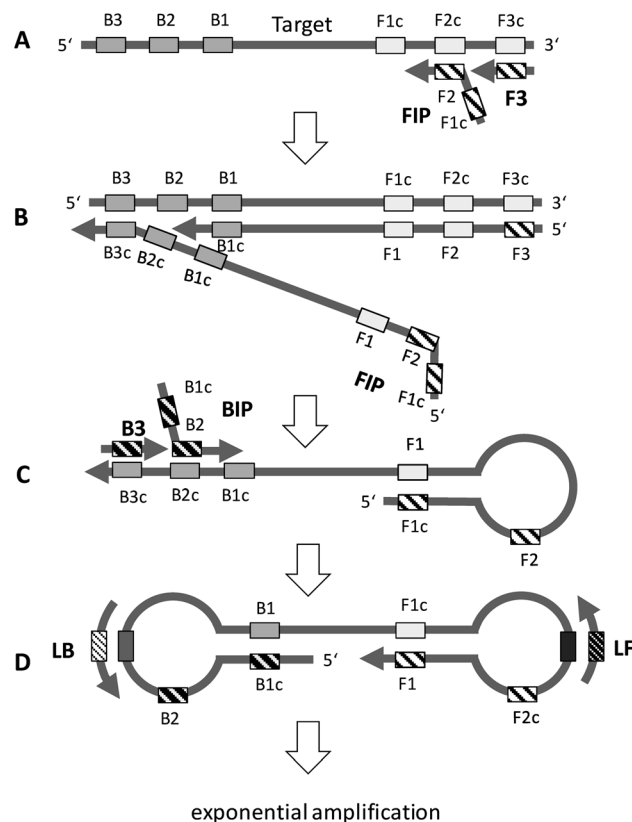 B3 B2 B1 Target F1c F2c F3c
A 5‘ 3‘
F2 F3
FIP F1c
B3 B2 B1 F1c F2c F3c
5‘ 3‘
B
5‘
B3c B2c B1c B1c F1 F2 F3
F1 F2
FIP F1c
5‘
B1c BIP
B3 B2
F1
C
B3c B2c B1c 5‘ F1c
F2
B1 F1c
LB LF
D
5‘
B1c F1
B2 F2c
exponential amplification